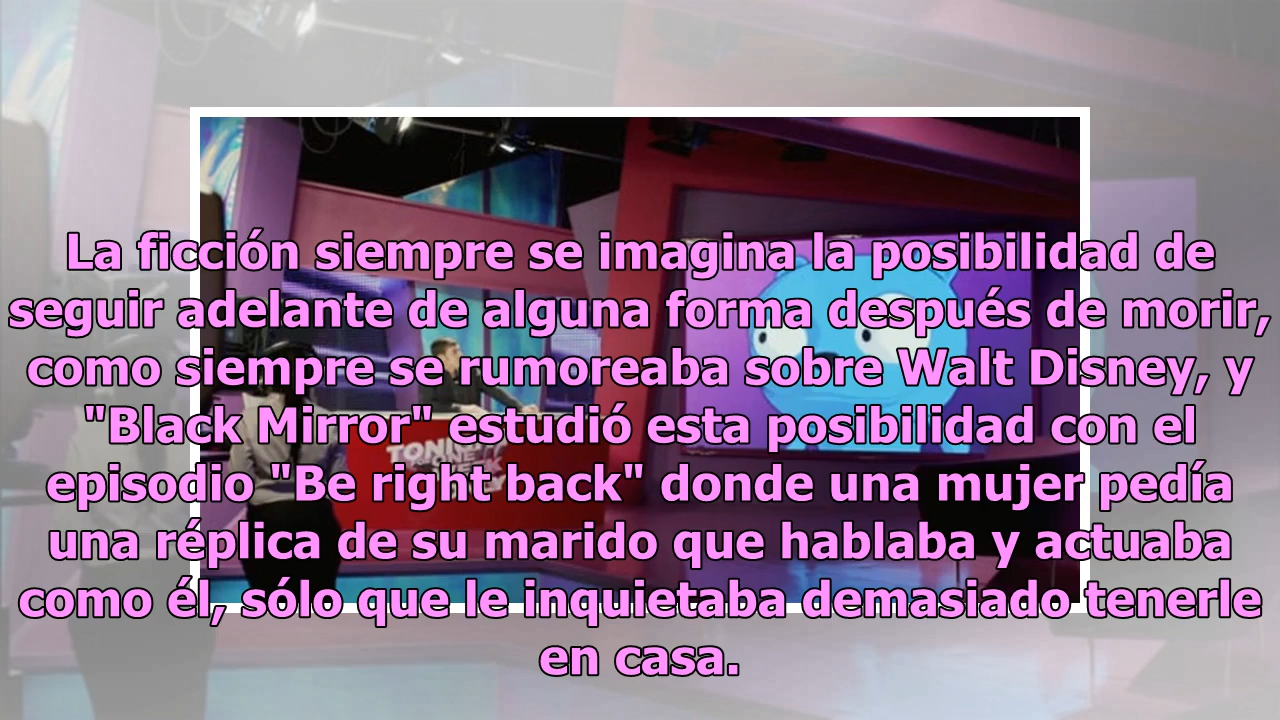 La ficción siempre se imagina la posibilidad de
seguir adelante de alguna forma después de morir,
como siempre se rumoreaba sobre Walt Disney, y
"Black Mirror" estudió esta posibilidad con el
episodio "Be right back" donde una mujer pedía
una réplica de su marido que hablaba y actuaba
como él, sólo que le inquietaba demasiado tenerle
en casa.